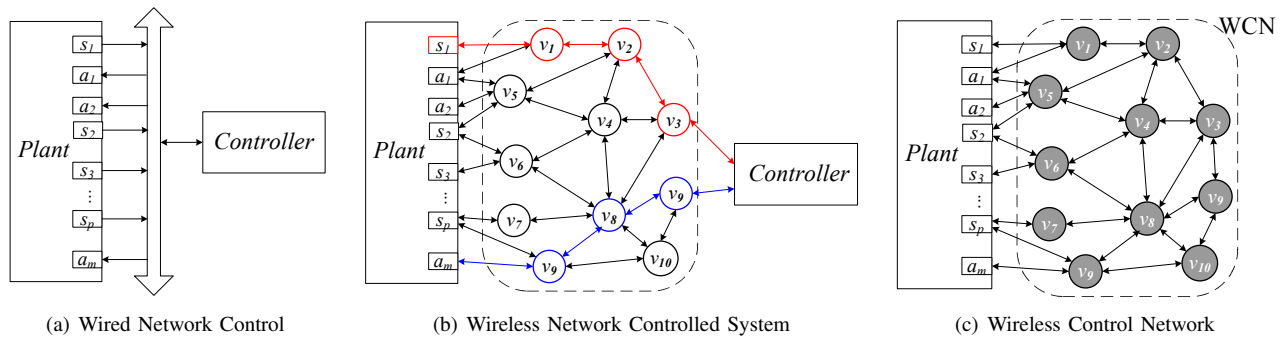 s1
a1
a2
s2
Plant
s3
⋮
sp
am
Controller
(a) Wired Network Control
s1
a1
a2
s2
Plant
s3
⋮
sp
am
v1
v2
v5
v4
v3
v6
v9
v7
v8
v9
v10
Controller
(b) Wireless Network Controlled System
WCN
s1
a1
a2
s2
Plant
s3
⋮
sp
am
v1
v2
v5
v4
v3
v6
v9
v7
v8
v9
v10
(c) Wireless Control Network